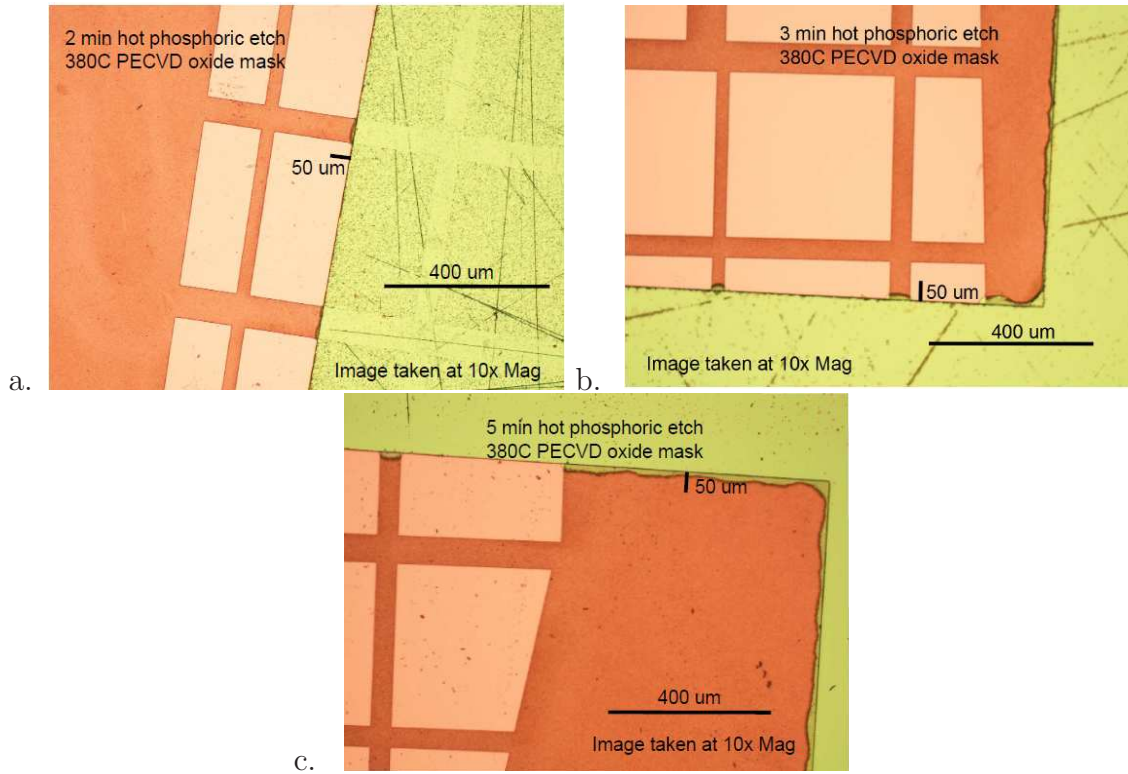 2 min hot phosphoric etch
380C PECVD oxide mask
50 um
400 um
Image taken at 10x Mag
a.
3 min hot phosphoric etch
380C PECVD oxide mask
50 um
400 um
Image taken at 10x Mag
b.
5 min hot phosphoric etch
380C PECVD oxide mask
50 um
400 um
Image taken at 10x Mag
c.